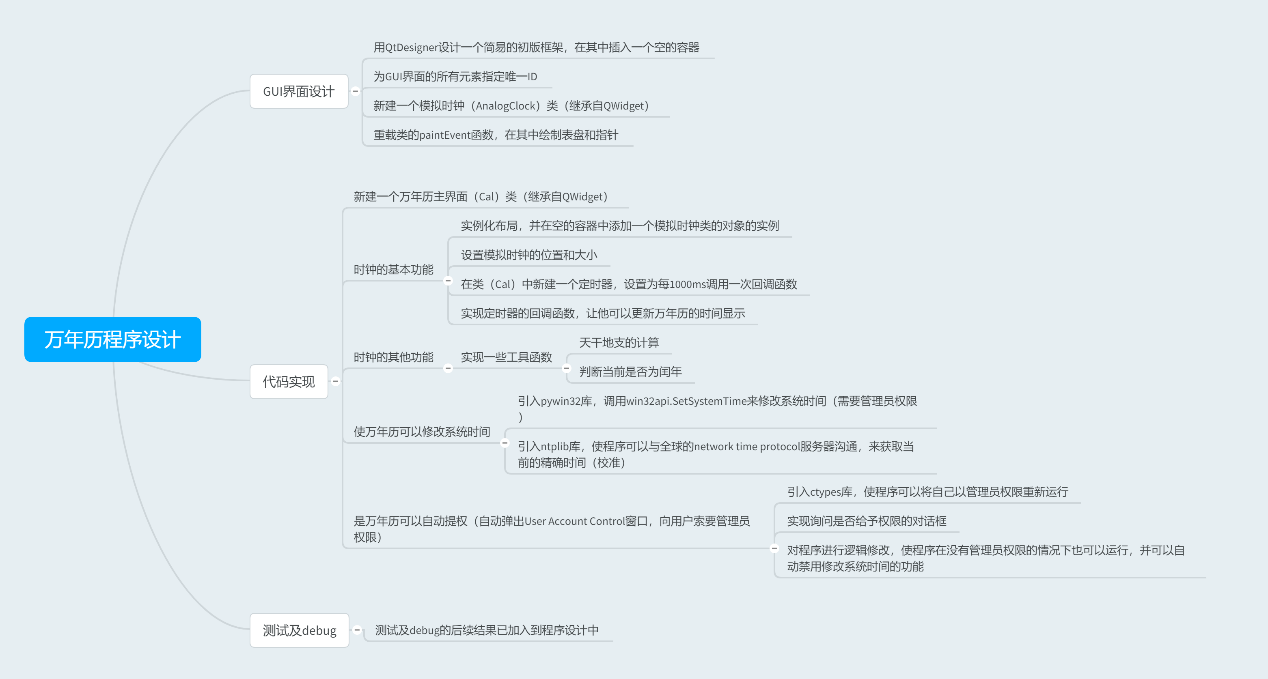 万年历程序设计
GUI界面设计
用QtDesigner设计一个简易的初版框架，在其中插入一个空的容器
为GUI界面的所有元素指定唯一ID
新建一个模拟时钟（AnalogClock）类（继承自QWidget）
重载类的paintEvent函数，在其中绘制表盘和指针
代码实现
新建一个万年历主界面（Cal）类（继承自QWidget）
时钟的基本功能
实例化布局，并在空的容器中添加一个模拟时钟类的对象的实例
设置模拟时钟的位置和大小
在类（Cal）中新建一个定时器，设置为每1000ms调用一次回调函数
实现定时器的回调函数，让他可以更新万年历的时间显示
时钟的其他功能
实现一些工具函数
天干地支的计算
判断当前是否为闰年
使万年历可以修改系统时间
引入pywin32库，调用win32api.SetSystemTime来修改系统时间（需要管理员权限
）
引入ntplib库，使程序可以与全球的network time protocol服务器沟通，来获取当
前的精确时间（校准）
是万年历可以自动提权（自动弹出User Account Control窗口，向用户索要管理员
权限）
引入ctypes库，使程序可以将自己以管理员权限重新运行
实现询问是否给予权限的对话框
对程序进行逻辑修改，使程序在没有管理员权限的情况下也可以运行，并可以自
动禁用修改系统时间的功能
测试及debug
测试及debug的后续结果已加入到程序设计中